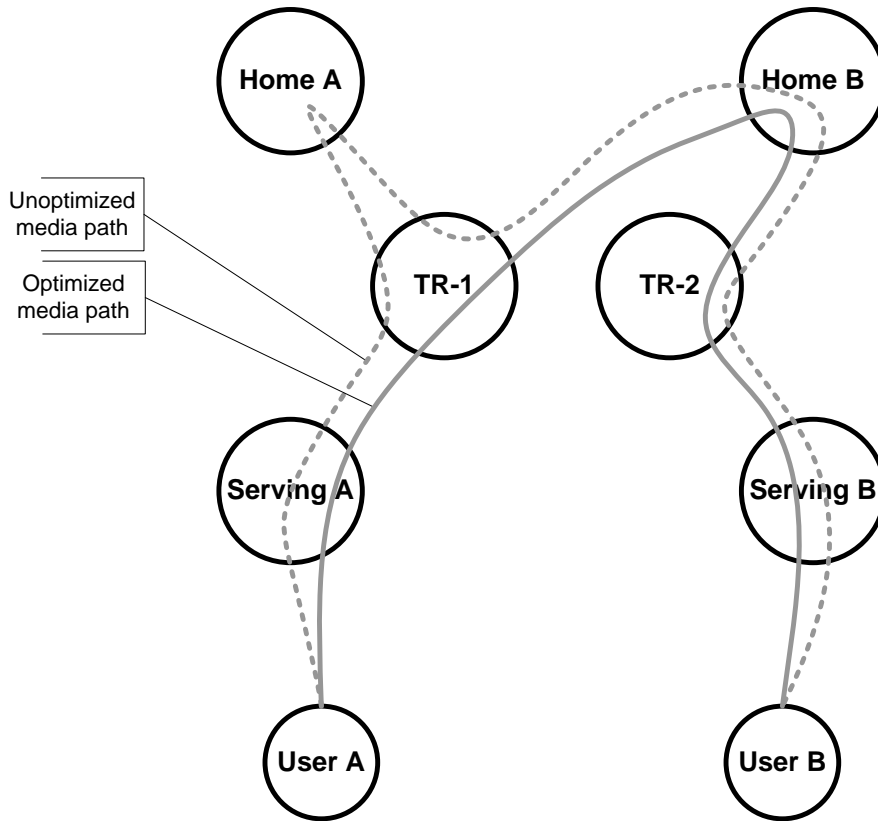 Home A
Home B
Unoptimized
media path
Optimized
media path
TR-1
TR-2
Serving A
Serving B
User A
User B